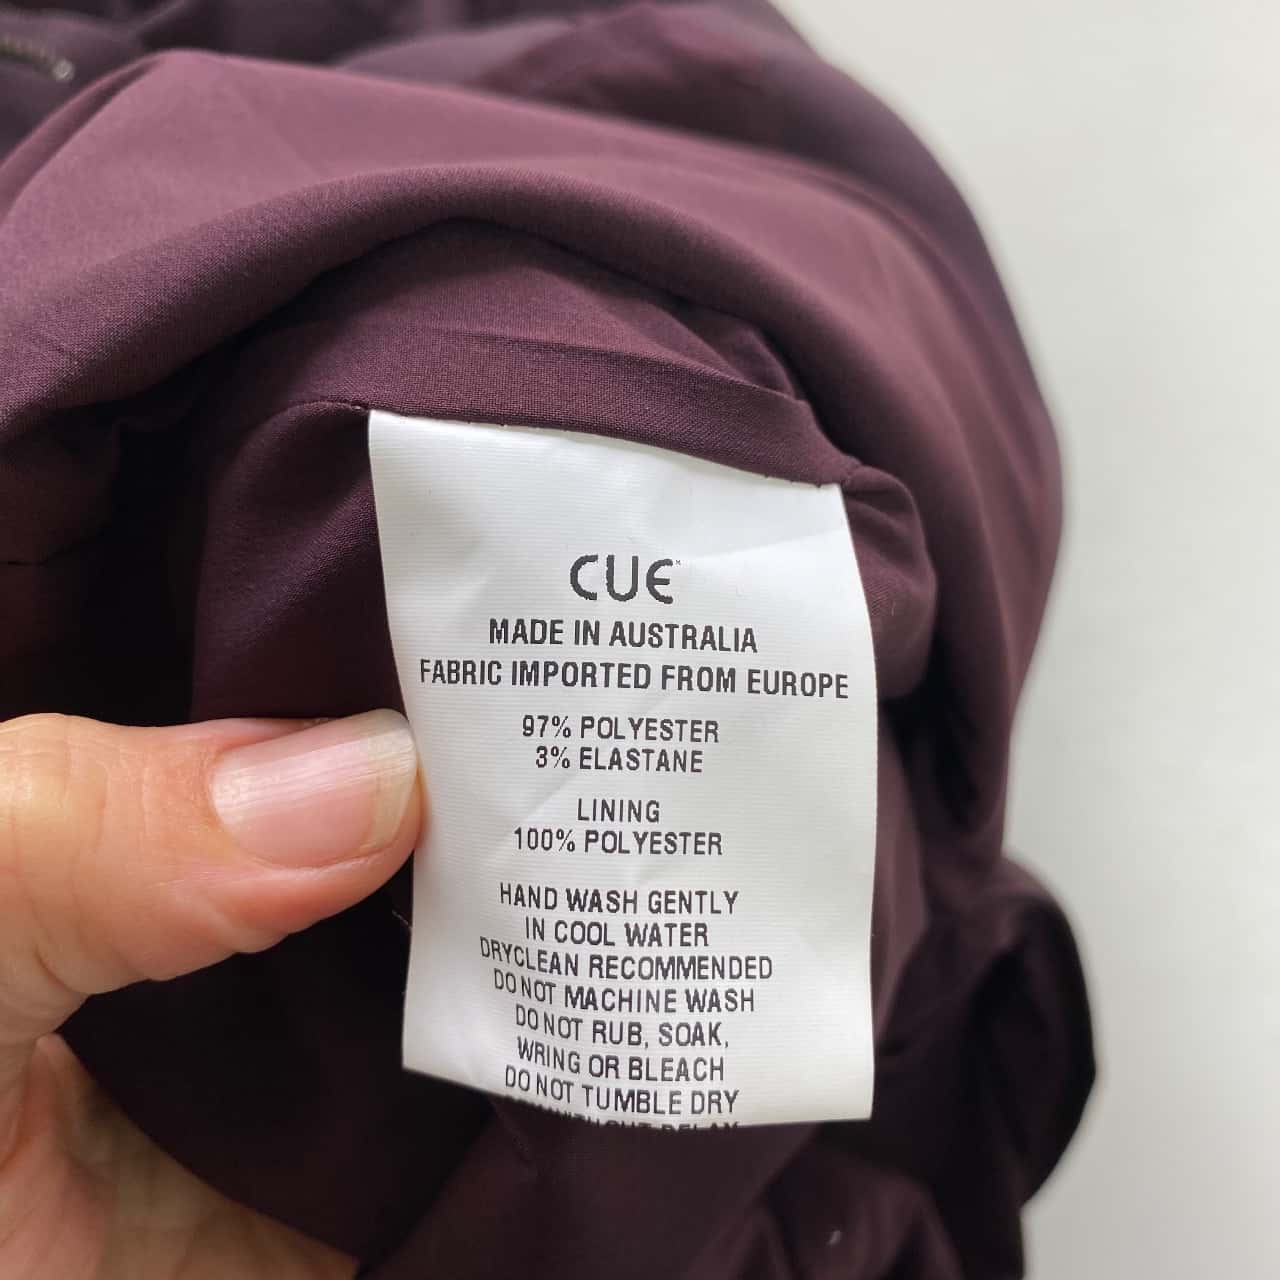 CUE
MADE IN AUSTRALIA
FABRIC IMPORTED FROM EUROPE
97% POLYESTER
3% ELASTANE
LINING
100% POLYESTER
HAND WASH GENTLY
IN COOL WATER
DRYCLEAN RECOMMENDED
DO NOT MACHINE WASH
DO NOT RUB, SOAK,
WRING OR BLEACH
DO NOT TUMBLE DRY
WITHOUT DELAY